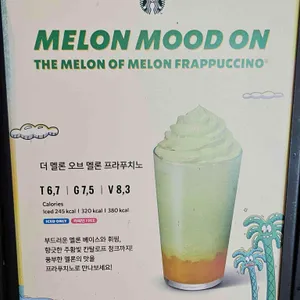 MELON MOOD ON
THE MELON OF MELON FRAPPUCCINO®
더 멜론 오브 멜론 프라푸치노
T 6,7 | G 7,5 | V 8,3
Calories
Iced 245 kcal | 320 kcal | 380 kcal
ICED ONLY
부드러운 멜론 베이스와 휘핑,
향긋한 주황빛 칸탈로프 청크까지!
풍부한 멜론의 맛을
프라푸치노로 만나보세요!